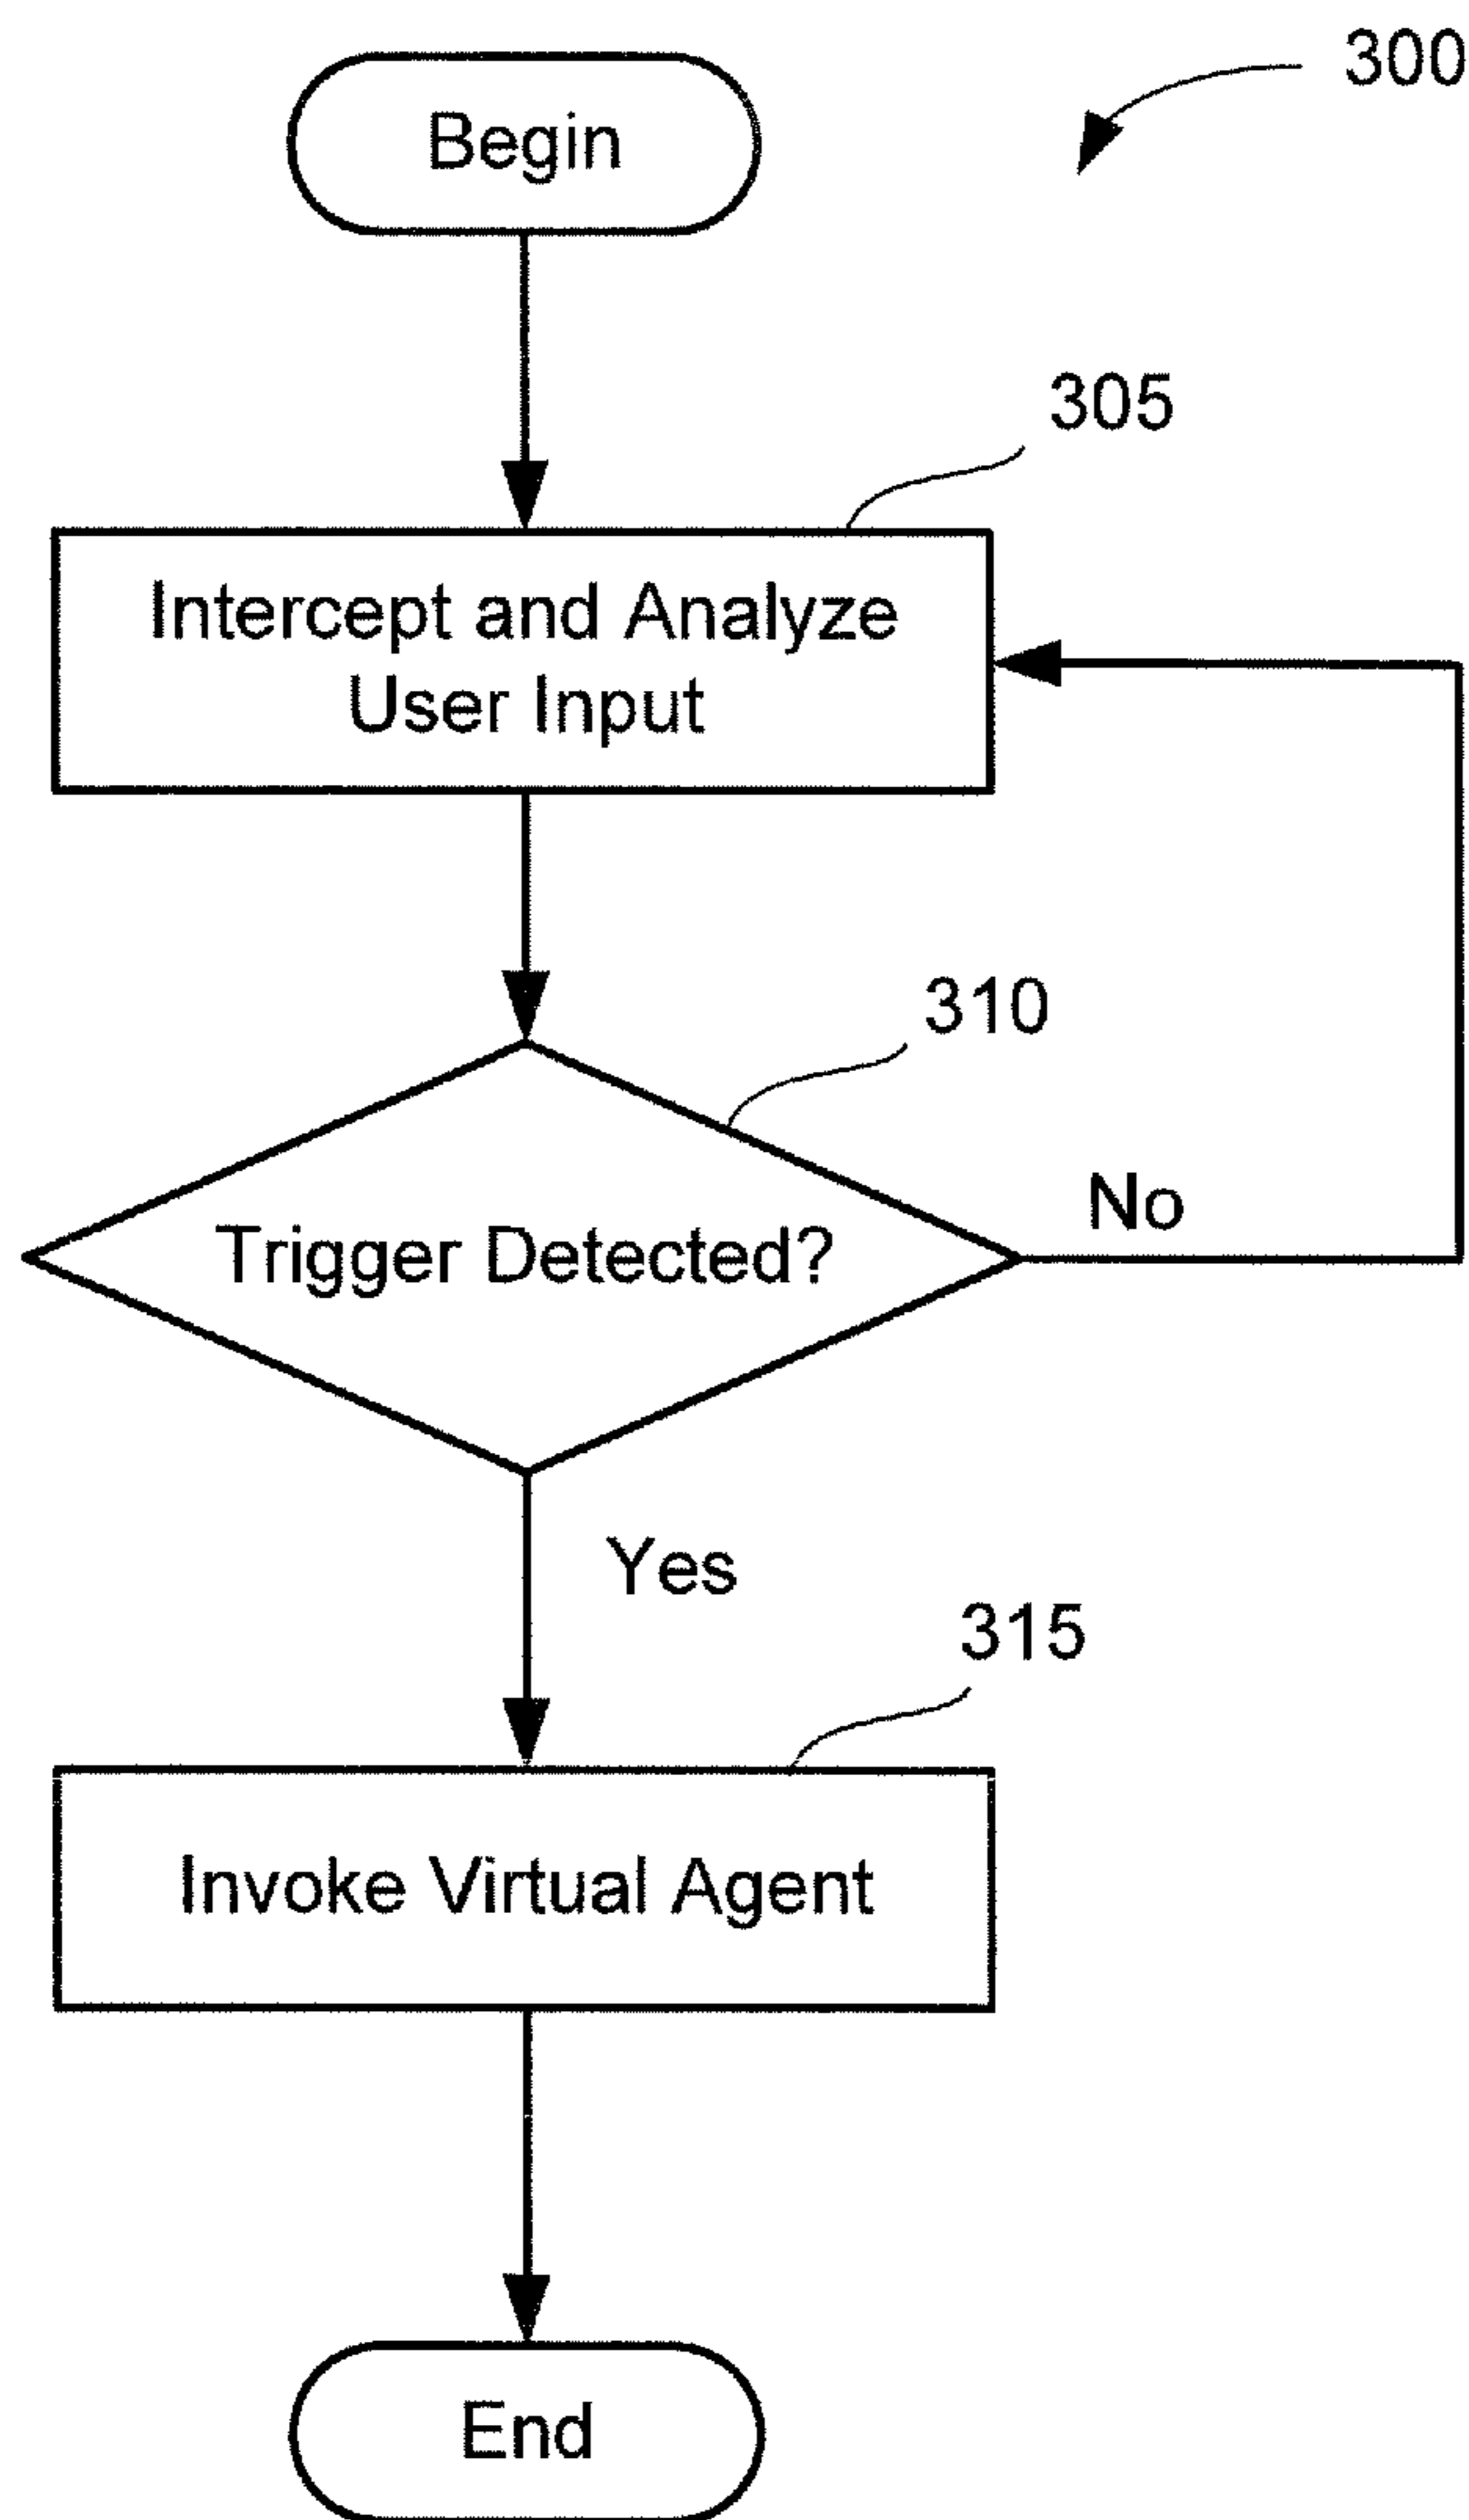 300
Begin
305
Intercept and Analyze
User Input
310
Trigger Detected?
No
Yes
315
Invoke Virtual Agent
End